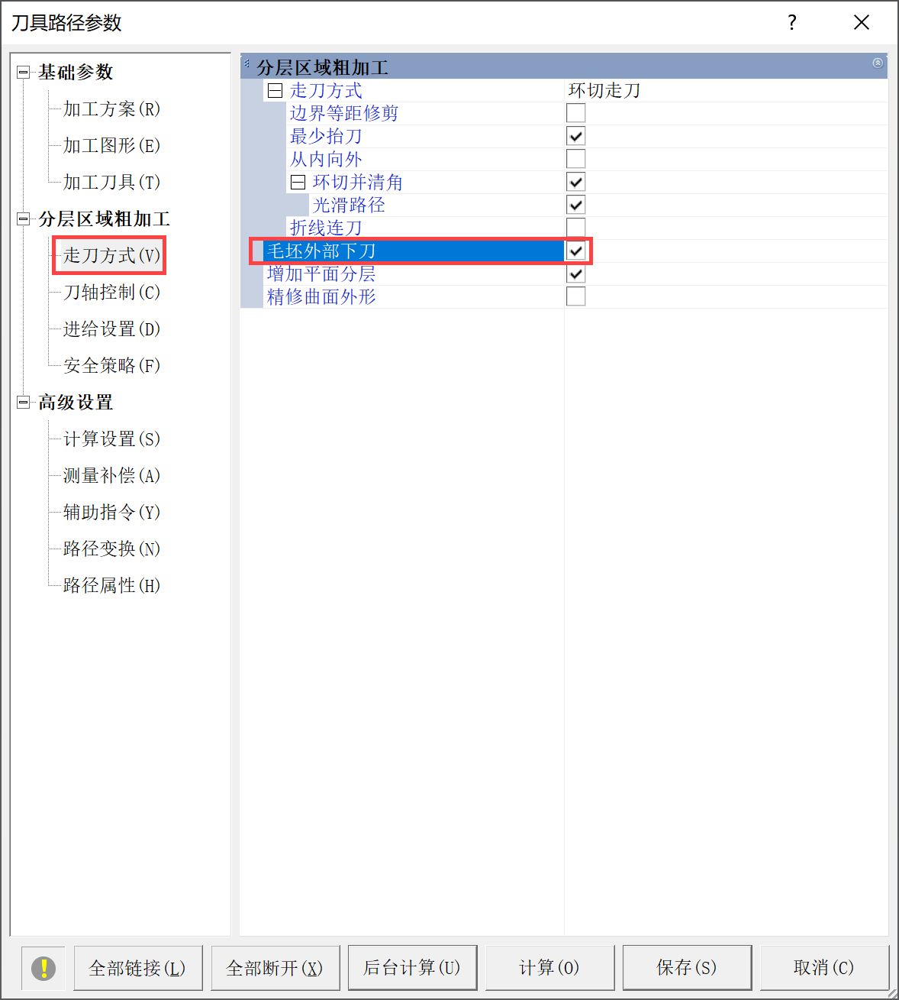 刀具路径参数
?
基础参数
加工方案(R)
加工图形(E)
加工刀具(T)
分层区域粗加工
走刀方式(V)
刀轴控制(C)
进给设置(D)
安全策略(F)
高级设置
计算设置(S)
测量补偿(A)
辅助指令(Y)
路径变换(N)
路径属性(H)
分层区域粗加工
走刀方式 环切走刀
边界等距修剪
最少抬刀
从内向外
环切并清角
光滑路径
折线连刀
毛坯外部下刀
增加平面分层
精修曲面外形
全部链接(L) 全部断开(X) 后台计算(U) 计算(O) 保存(S) 取消(C)